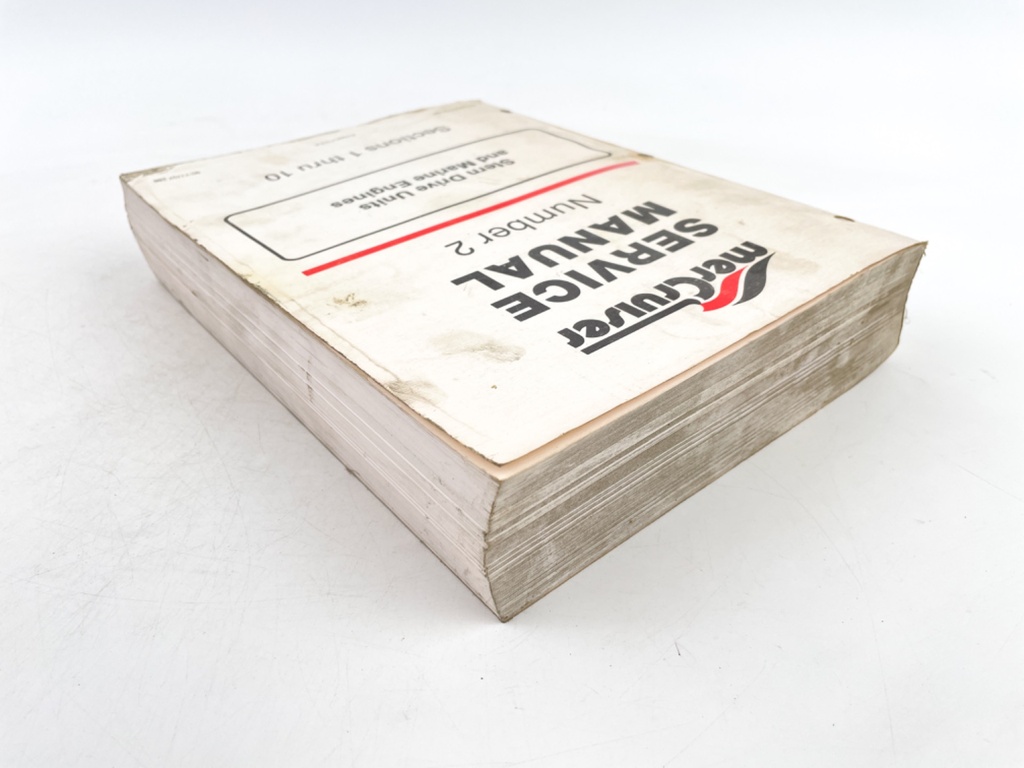 merCruiser
SERVICE
MANUAL
Number 2
Stern Drive Units
and Marine Engines
Sections 1 thru 10